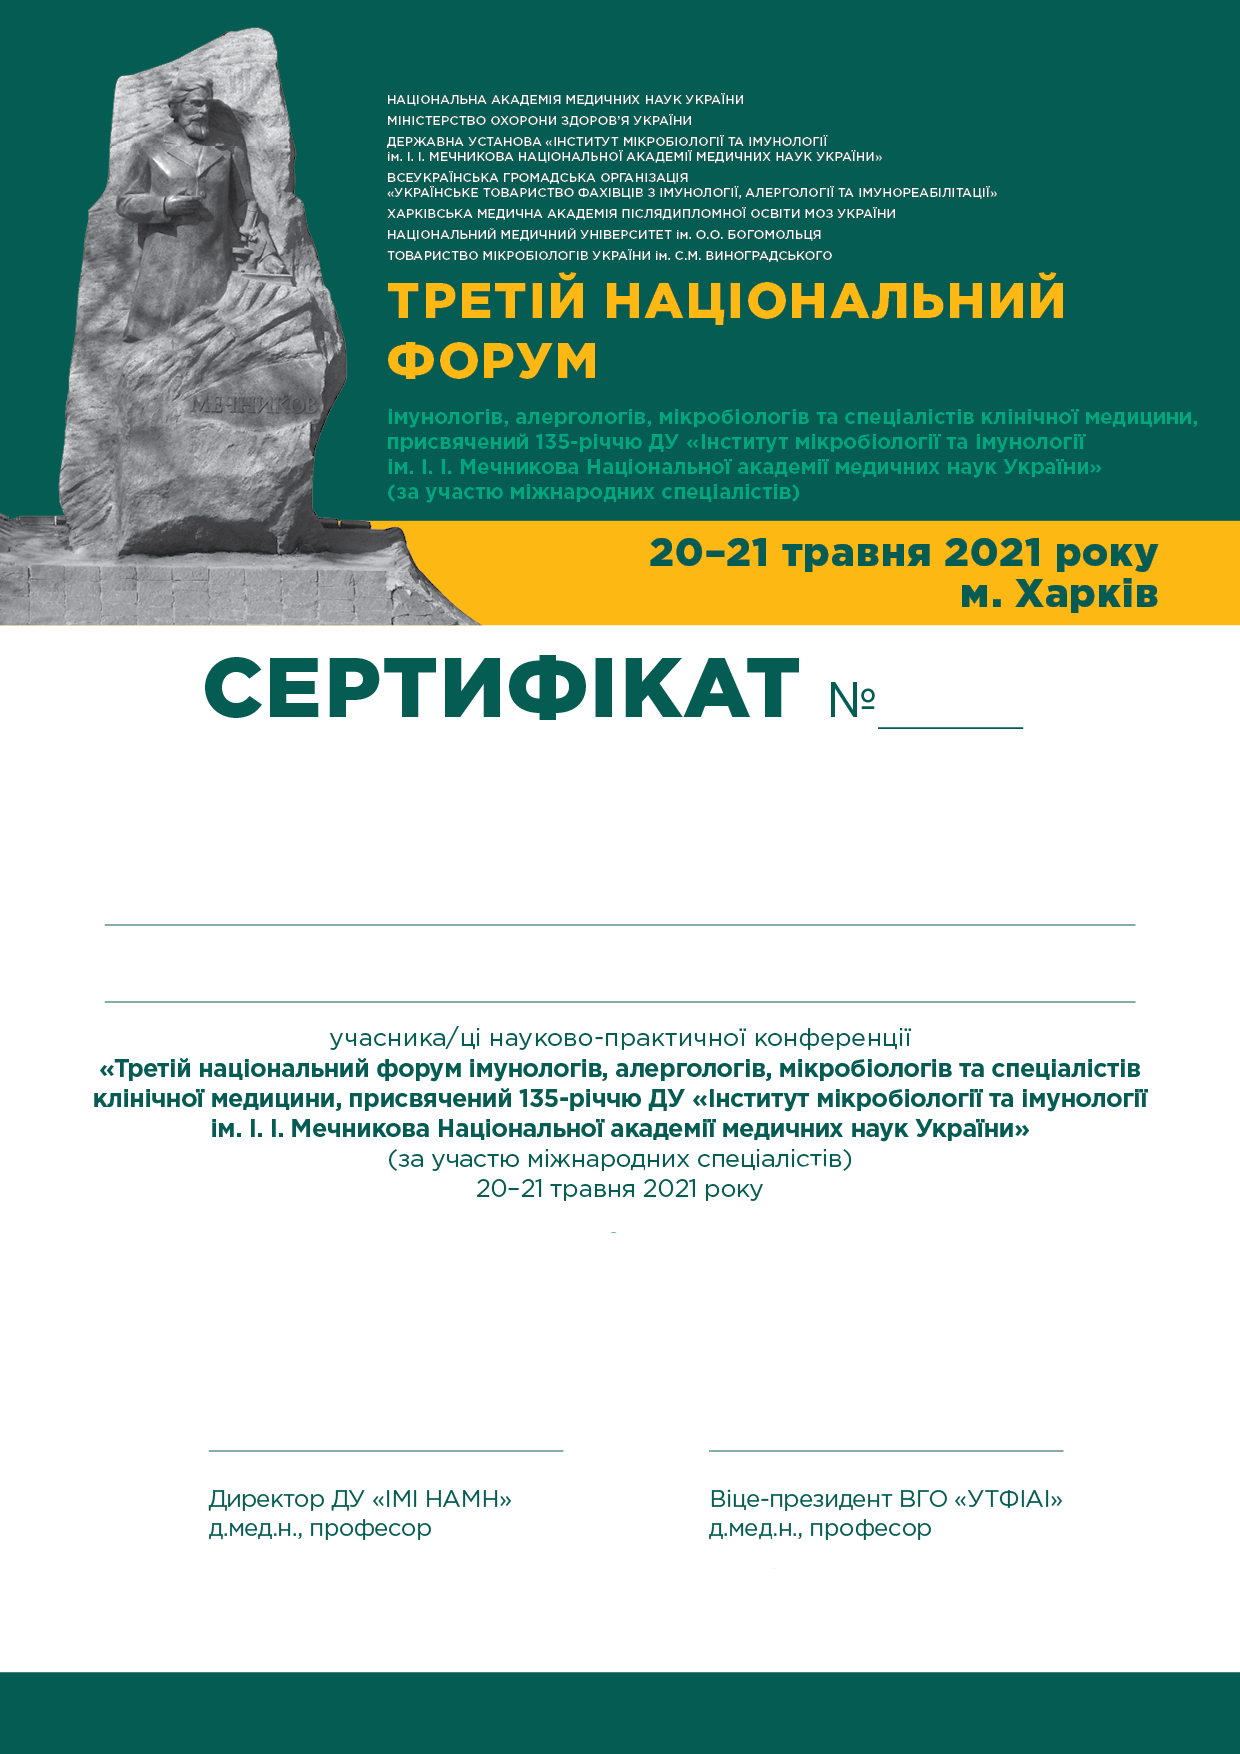 НАЦІОНАЛЬНА АКАДЕМІЯ МЕДИЧНИХ НАУК УКРАЇНИ
МІНІСТЕРСТВО ОХОРОНИ ЗДОРОВ’Я УКРАЇНИ
ДЕРЖАВНА УСТАНОВА «ІНСТИТУТ МІКРОБІОЛОГІЇ ТА ІМУНОЛОГІЇ
ім. І. І. МЕЧНИКОВА НАЦІОНАЛЬНОЇ АКАДЕМІЇ МЕДИЧНИХ НАУК УКРАЇНИ»
ВСЕУКРАЇНСЬКА ГРОМАДСЬКА ОРГАНІЗАЦІЯ
«УКРАЇНСЬКЕ ТОВАРИСТВО ФАХІВЦІВ З ІМУНОЛОГІЇ, АЛЕРГОЛОГІЇ ТА ІМУНОРЕАБІЛІТАЦІЇ»
ХАРКІВСЬКА МЕДИЧНА АКАДЕМІЯ ПІСЛЯДИПЛОМНОЇ ОСВІТИ МОЗ УКРАЇНИ
НАЦІОНАЛЬНИЙ МЕДИЧНИЙ УНІВЕРСИТЕТ ім. О.О. БОГОМОЛЬЦЯ
ТОВАРИСТВО МІКРОБІОЛОГІВ УКРАЇНИ ім. С.М. ВИНОГРАДСЬКОГО
ТРЕТІЙ НАЦІОНАЛЬНИЙ
ФОРУМ
МЕЧНИКОВ
імунологів, алергологів, мікробіологів та спеціалістів клінічної медицини,
присвячений 135-річчю ДУ «Інститут мікробіології та імунології
ім. І. І. Мечникова Національної академії медичних наук України»
(за участю міжнародних спеціалістів)
20–21 травня 2021 року
м. Харків
СЕРТИФІКАТ №______
учасника/ці науково-практичної конференції
«Третій національний форум імунологів, алергологів, мікробіологів та спеціалістів
клінічної медицини, присвячений 135-річчю ДУ «Інститут мікробіології та імунології
ім. І. І. Мечникова Національної академії медичних наук України»
(за участю міжнародних спеціалістів)
20–21 травня 2021 року
Директор ДУ «ІМІ НАМН»
д.мед.н., професор
Віце-президент ВГО «УТФІАІ»
д.мед.н., професор